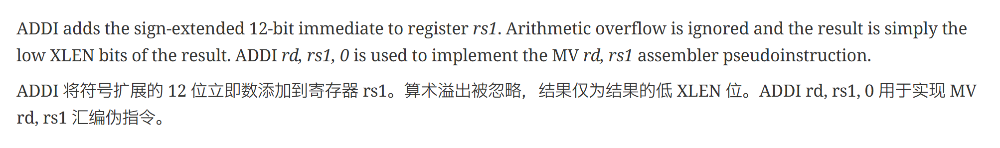 ADDI adds the sign-extended 12-bit immediate to register rs1. Arithmetic overflow is ignored and the result is simply the
low XLEN bits of the result. ADDI rd, rs1, 0 is used to implement the MV rd, rs1 assembler pseudoinstruction.
ADDI 将符号扩展的 12 位立即数添加到寄存器 rs1。算术溢出被忽略，结果仅为结果的低 XLEN 位。ADDI rd, rs1, 0 用于实现 MV
rd, rs1 汇编伪指令。